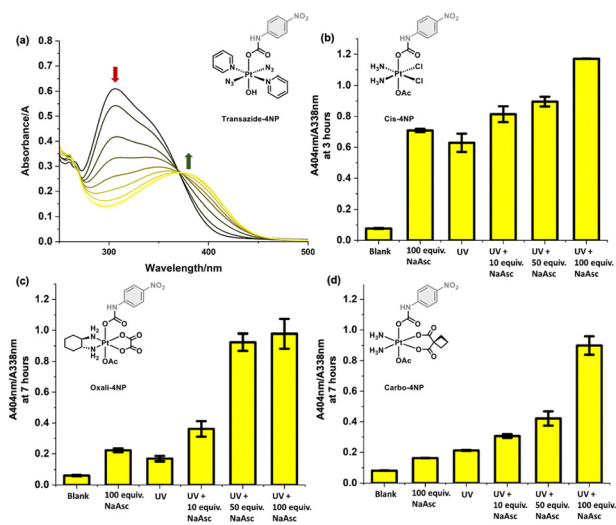 (a)
NO₂
HN
O
O
N
N₃
Pt
N₃
N
OH
Transazide-4NP
Absorbance/A
0.8
0.7
0.6
0.5
0.4
0.3
0.2
0.1
0.0
300
400
500
Wavelength/nm
(b)
NO₂
HN
O
O
H₃N
Cl
Pt
H₃N
Cl
OAc
Cis-4NP
A404nm/A338nm
at 3 hours
1.2
1.0
0.8
0.6
0.4
0.2
0.0
Blank
100 equiv.
NaAsc
UV
UV +
10 equiv.
NaAsc
UV +
50 equiv.
NaAsc
UV +
100 equiv.
NaAsc
(c)
NO₂
HN
O
O
H₂
N
O
O
Pt
N
H₂
O
O
OAc
Oxali-4NP
A404nm/A338nm
at 7 hours
1.2
1.0
0.8
0.6
0.4
0.2
0.0
Blank
100 equiv.
NaAsc
UV
UV +
10 equiv.
NaAsc
UV +
50 equiv.
NaAsc
UV +
100 equiv.
NaAsc
(d)
NO₂
HN
O
O
H₃N
O
O
Pt
H₃N
O
O
OAc
Carbo-4NP
A404nm/A338nm
at 7 hours
1.2
1.0
0.8
0.6
0.4
0.2
0.0
Blank
100 equiv.
NaAsc
UV
UV +
10 equiv.
NaAsc
UV +
50 equiv.
NaAsc
UV +
100 equiv.
NaAsc